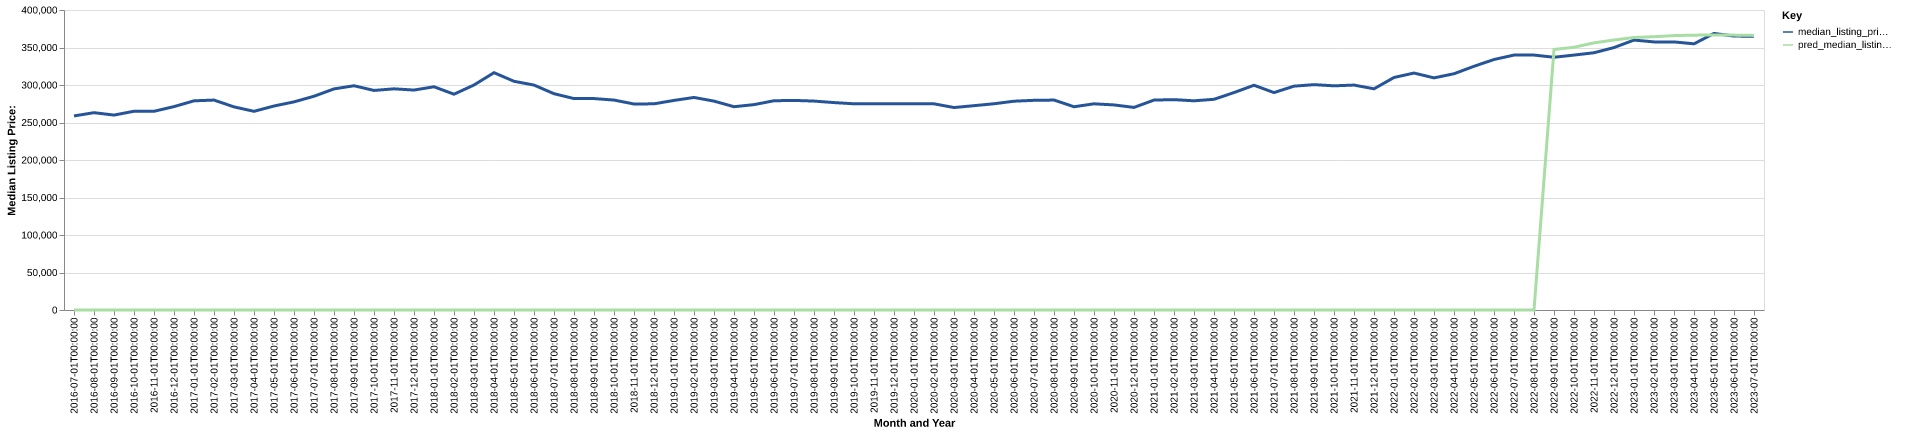 400,000
350,000
300,000
250,000
200,000
150,000
100,000
50,000
0
Median Listing Price:
2016-07-01T00:00:00
2016-08-01T00:00:00
2016-09-01T00:00:00
2016-10-01T00:00:00
2016-11-01T00:00:00
2016-12-01T00:00:00
2017-01-01T00:00:00
2017-02-01T00:00:00
2017-03-01T00:00:00
2017-04-01T00:00:00
2017-05-01T00:00:00
2017-06-01T00:00:00
2017-07-01T00:00:00
2017-08-01T00:00:00
2017-09-01T00:00:00
2017-10-01T00:00:00
2017-11-01T00:00:00
2017-12-01T00:00:00
2018-01-01T00:00:00
2018-02-01T00:00:00
2018-03-01T00:00:00
2018-04-01T00:00:00
2018-05-01T00:00:00
2018-06-01T00:00:00
2018-07-01T00:00:00
2018-08-01T00:00:00
2018-09-01T00:00:00
2018-10-01T00:00:00
2018-11-01T00:00:00
2018-12-01T00:00:00
2019-01-01T00:00:00
2019-02-01T00:00:00
2019-03-01T00:00:00
2019-04-01T00:00:00
2019-05-01T00:00:00
2019-06-01T00:00:00
2019-07-01T00:00:00
2019-08-01T00:00:00
2019-09-01T00:00:00
2019-10-01T00:00:00
2019-11-01T00:00:00
2019-12-01T00:00:00
2020-01-01T00:00:00
2020-02-01T00:00:00
2020-03-01T00:00:00
2020-04-01T00:00:00
2020-05-01T00:00:00
2020-06-01T00:00:00
2020-07-01T00:00:00
2020-08-01T00:00:00
2020-09-01T00:00:00
2020-10-01T00:00:00
2020-11-01T00:00:00
2020-12-01T00:00:00
2021-01-01T00:00:00
2021-02-01T00:00:00
2021-03-01T00:00:00
2021-04-01T00:00:00
2021-05-01T00:00:00
2021-06-01T00:00:00
2021-07-01T00:00:00
2021-08-01T00:00:00
2021-09-01T00:00:00
2021-10-01T00:00:00
2021-11-01T00:00:00
2021-12-01T00:00:00
2022-01-01T00:00:00
2022-02-01T00:00:00
2022-03-01T00:00:00
2022-04-01T00:00:00
2022-05-01T00:00:00
2022-06-01T00:00:00
2022-07-01T00:00:00
2022-08-01T00:00:00
2022-09-01T00:00:00
2022-10-01T00:00:00
2022-11-01T00:00:00
2022-12-01T00:00:00
2023-01-01T00:00:00
2023-02-01T00:00:00
2023-03-01T00:00:00
2023-04-01T00:00:00
2023-05-01T00:00:00
2023-06-01T00:00:00
2023-07-01T00:00:00
Month and Year
Key
median_listing_pri…
pred_median_listin…